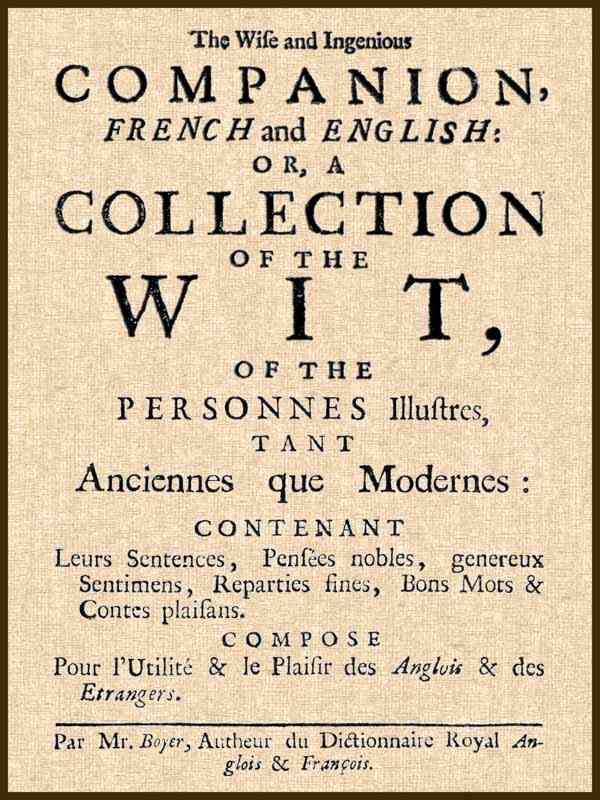 The Wiſe and Ingenious
COMPANION,
FRENCH and ENGLISH:
OR, A
COLLECTION
OF THE
WIT,
OF THE
PERSONNES Illuſtres,
TANT
Anciennes que Modernes:
CONTENANT
Leurs Sentences, Penſées nobles, genereux
Sentimens, Reparties fines, Bons Mots &
Contes plaiſans.
COMPOSE
Pour l'Utilité & le Plaiſir des Anglois & des
Etrangers.
Par Mr. Boyer, Autheur du Dictionnaire Royal An-
glois & François.